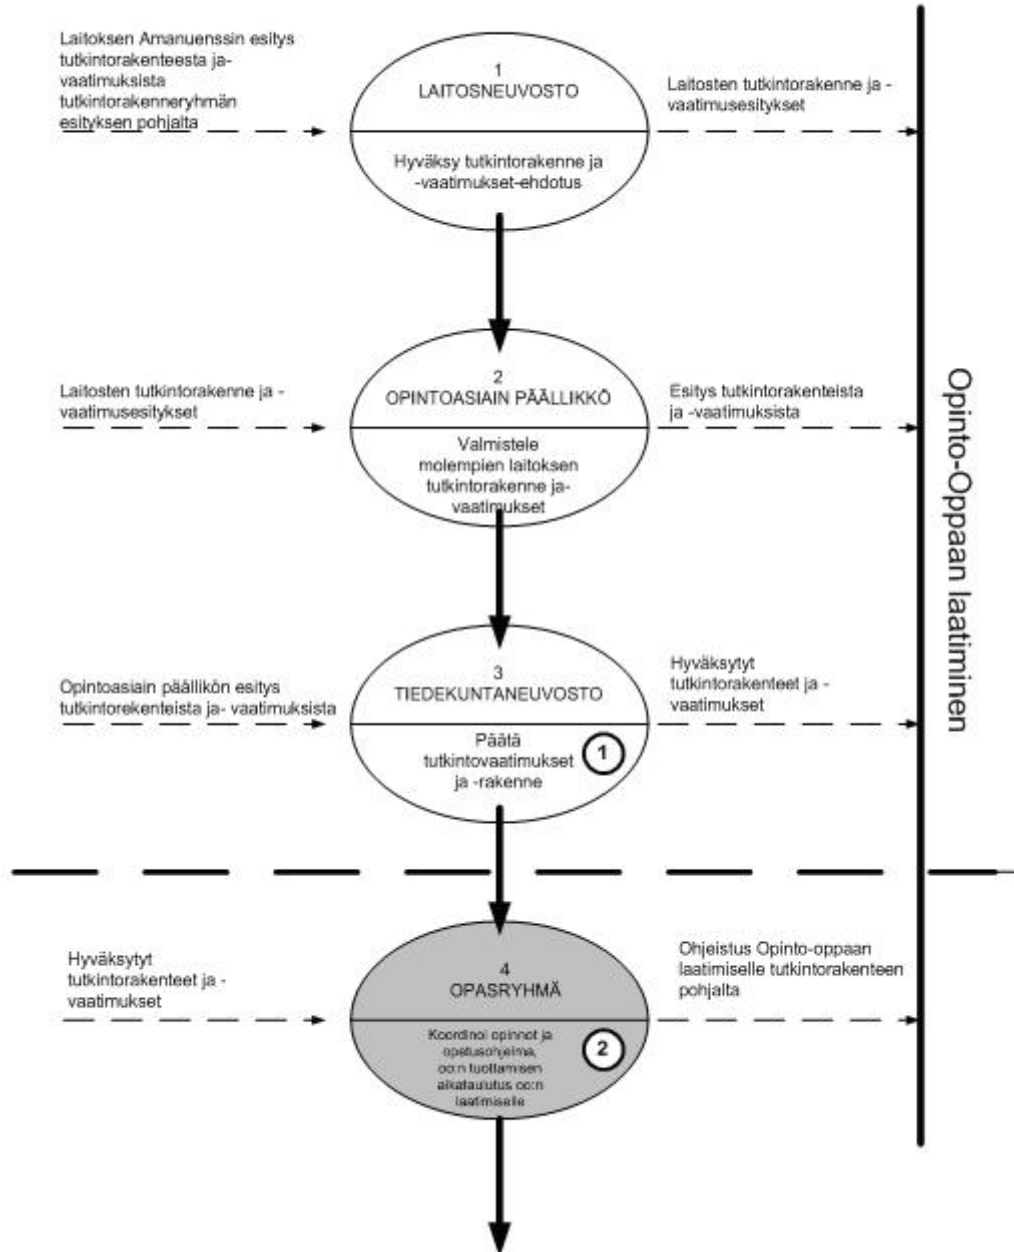 Laitoksen Amanuenssin esitys
tutkintorakenteesta ja-
vaatimuksista
tutkintorakenneryhmän
esityksen pohjalta
1
LAITOSNEUVOSTO
Hyväksy tutkintorakenne ja
-vaatimukset-ehdotus
Laitosten tutkintorakenne ja -
vaatimusesitykset
Laitosten tutkintorakenne ja -
vaatimusesitykset
2
OPINTOASIAIN PÄÄLLIKKÖ
Valmistele
molempien laitoksen
tutkintorakenne ja-
vaatimukset
Esitys tutkintorakenteista
ja -vaatimuksista
Opintoasiain päällikön esitys
tutkintorekenteista ja- vaatimuksista
3
TIEDEKUNTANEUVOSTO
Päätä
tutkintovaatimukset
ja -rakenne
1
Hyväksytyt
tutkintorakenteet ja -
vaatimukset
Hyväksytyt
tutkintorakenteet ja -
vaatimukset
4
OPASRYHMÄ
Koordinoi opinnot ja
opetusohjelma,
oo:n tuottamisen
aikataulutus oo:n
laatimiselle
2
Ohjeistus Opinto-oppaan
laatimiselle tutkintorakenteen
pohjalta
Opinto-Oppaan laatiminen